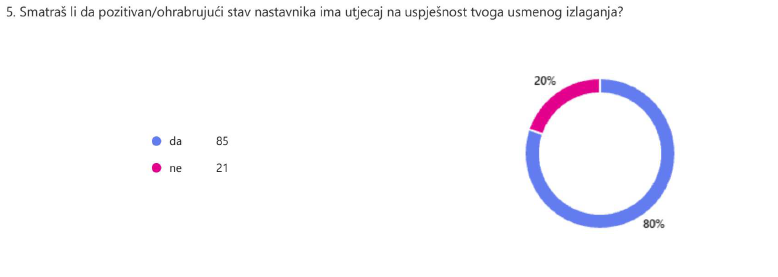 5. Smatraš li da pozitivan/ohrabrujući stav nastavnika ima utjecaj na uspješnost tvoga usmenog izlaganja?
20%
da 85
ne 21
80%